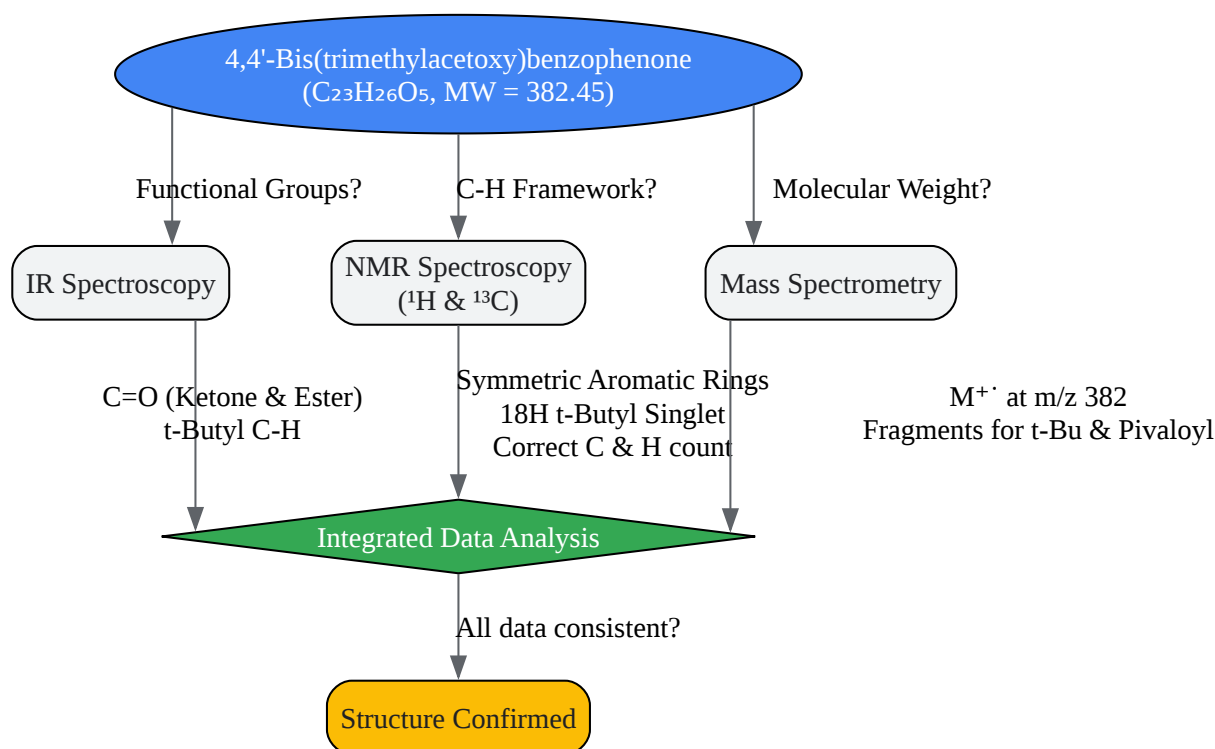 4,4'-Bis(trimethylacetoxy)benzophenone
(C₂₃H₂₆O₅, MW = 382.45)
Functional Groups?
C-H Framework?
Molecular Weight?
IR Spectroscopy
NMR Spectroscopy
(¹H & ¹³C)
Mass Spectrometry
C=O (Ketone & Ester)
t-Butyl C-H
Symmetric Aromatic Rings
18H t-Butyl Singlet
Correct C & H count
M⁺˙ at m/z 382
Fragments for t-Bu & Pivaloyl
Integrated Data Analysis
All data consistent?
Structure Confirmed